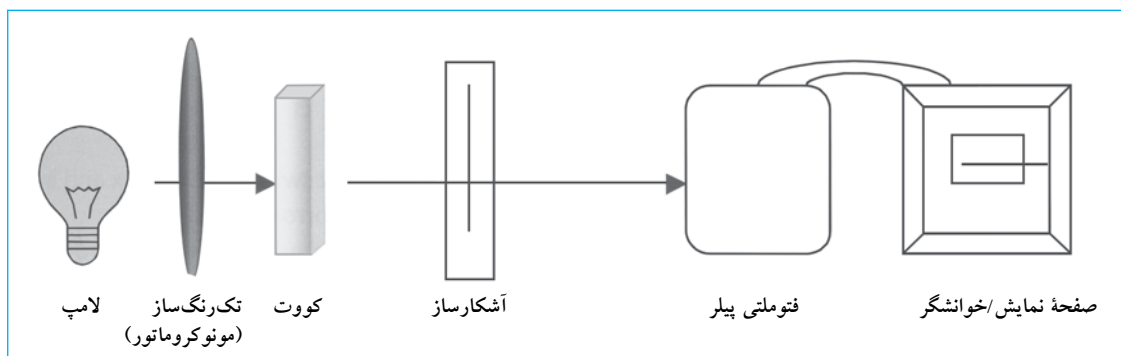 لامپ
تک‌رنگ‌ساز
(مونوکروماتور)
کووت
آشکارساز
فتوملتی پیلر
صفحهٔ نمایش/خوانشگر